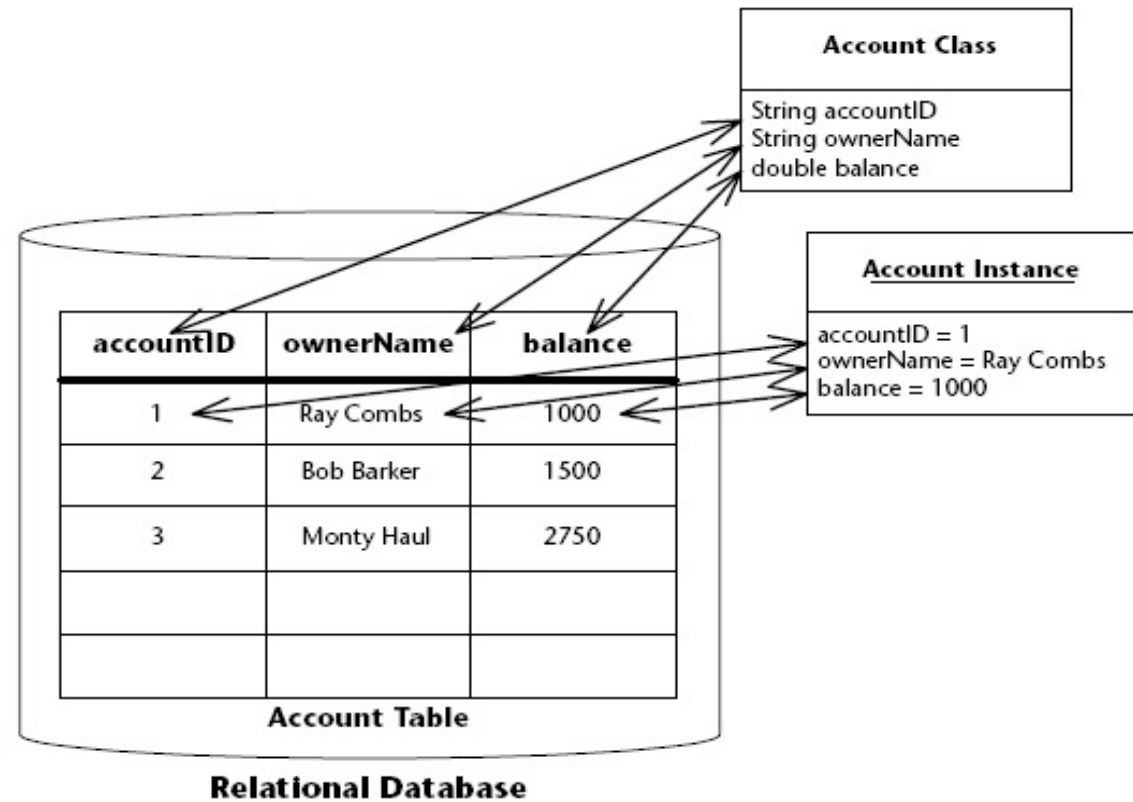 Account Class
String accountID
String ownerName
double balance
Account Instance
accountID = 1
ownerName = Ray Combs
balance = 1000
accountID ownerName balance
1 Ray Combs 1000
2 Bob Barker 1500
3 Monty Haul 2750
Account Table
Relational Database